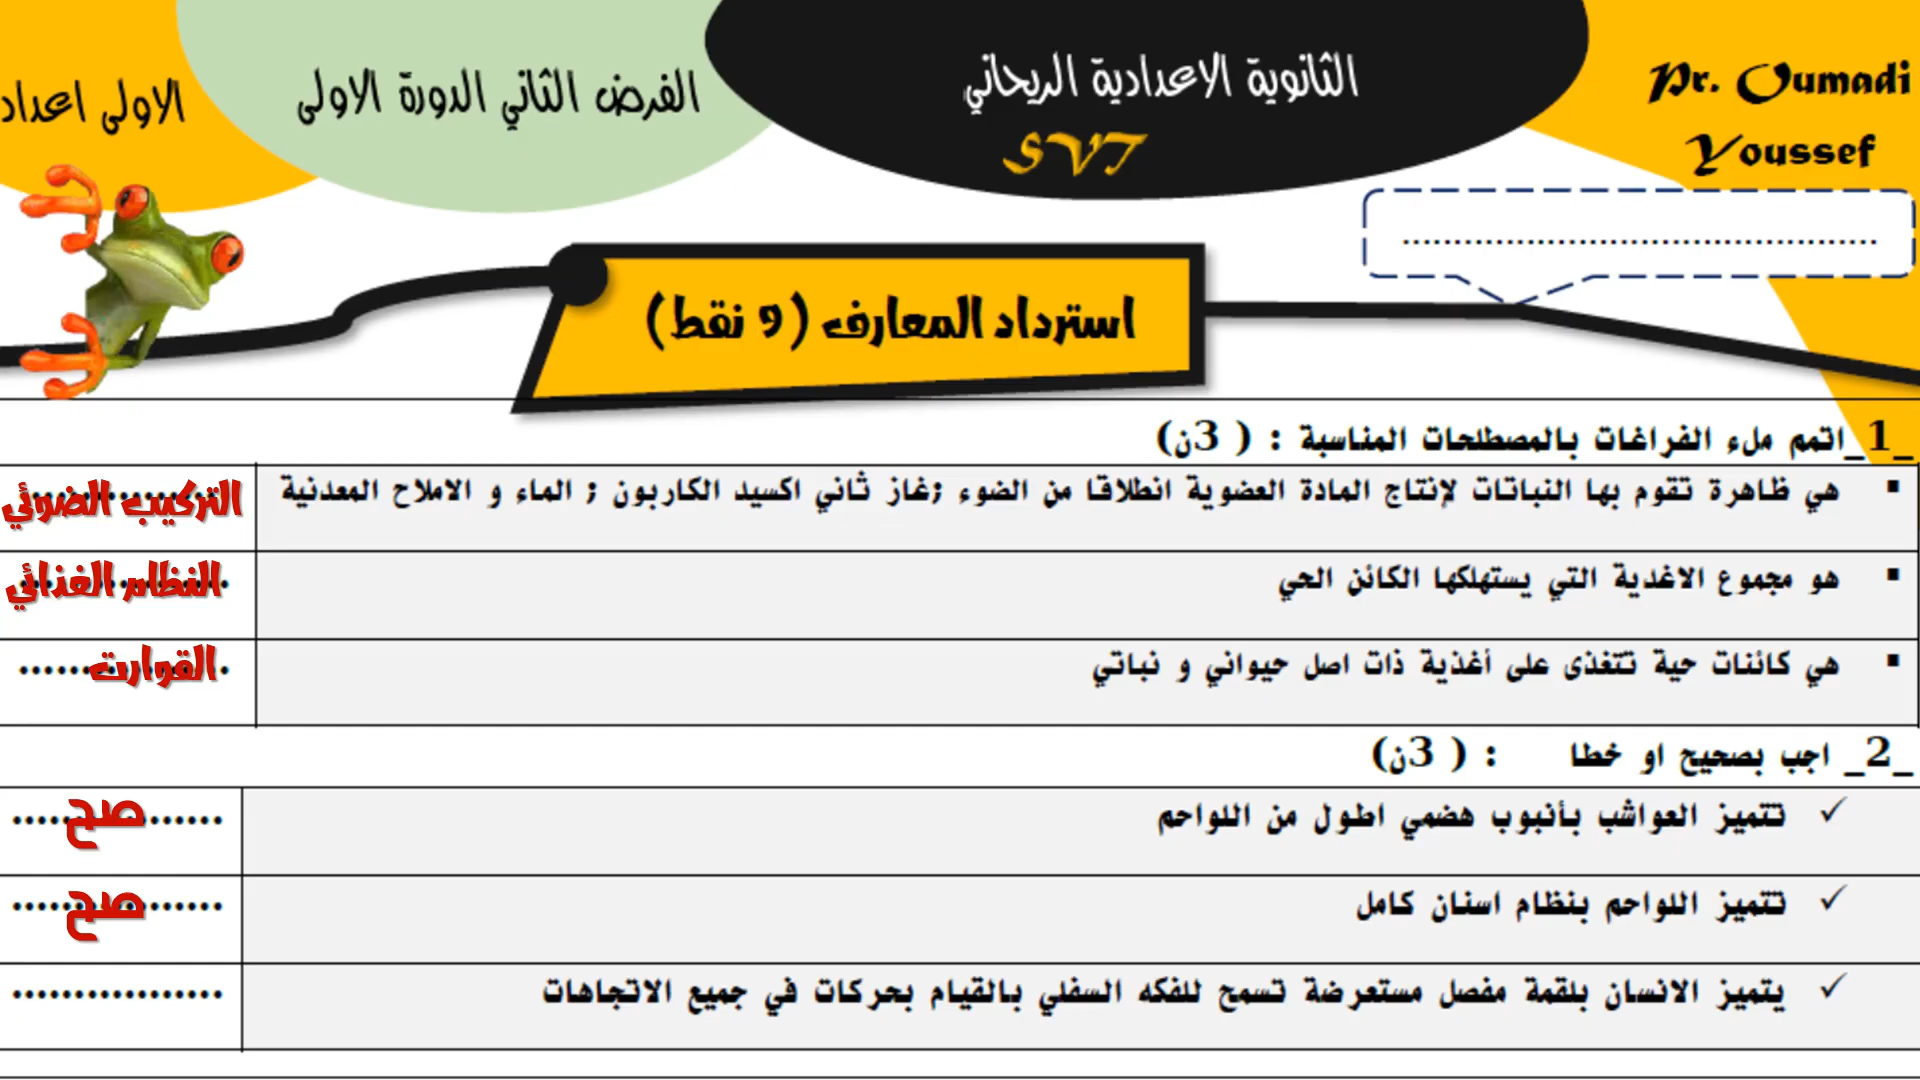 Pr. Oumadi
Youssef
الثانوية الاعدادية الريحاني
SVT
الفرض الثاني الدورة الاولى
الاولى اعداد
............................................
استرداد المعارف (9 نقط)
_1_اتمم ملء الفراغات بالمصطلحات المناسبة : ( 3ن)
▪ هي ظاهرة تقوم بها النباتات لإنتاج المادة العضوية انطلاقا من الضوء ;غاز ثاني اكسيد الكاربون ; الماء و الاملاح المعدنية التركيب الضوئي
▪ هو مجموع الاغدية التي يستهلكها الكائن الحي النظام الغذائي
▪ هي كائنات حية تتغذى على أغذية ذات اصل حيواني و نباتي القوارت
_2_ اجب بصحيح او خطا : ( 3ن)
✓ تتميز العواشب بأنبوب هضمي اطول من اللواحم صح
✓ تتميز اللواحم بنظام اسنان كامل صح
✓ يتميز الانسان بلقمة مفصل مستعرضة تسمح للفكه السفلي بالقيام بحركات في جميع الاتجاهات .................